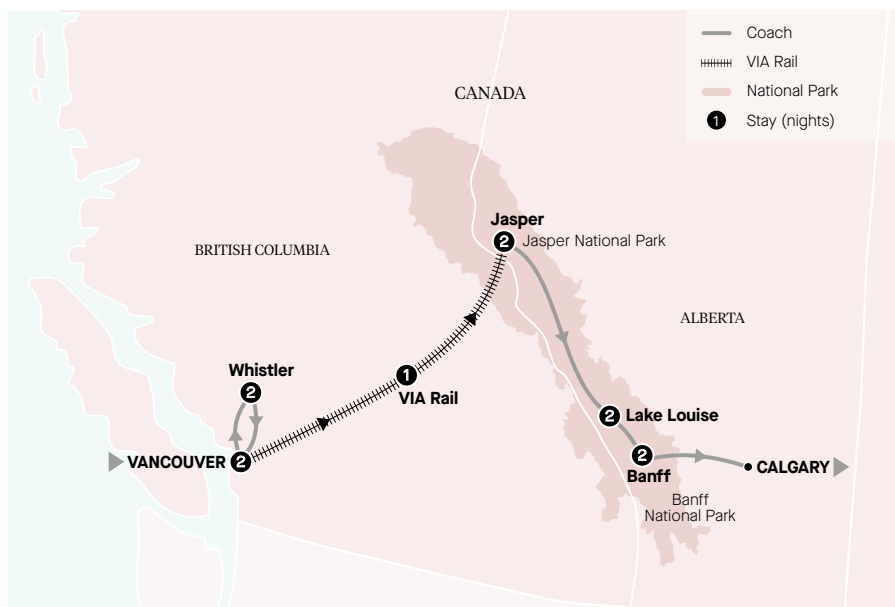 Coach
VIA Rail
National Park
1 Stay (nights)
CANADA
Jasper
2 Jasper National Park
BRITISH COLUMBIA
ALBERTA
Whistler
2
1
VIA Rail
2 Lake Louise
VANCOUVER 2
2
Banff
CALGARY
Banff
National Park